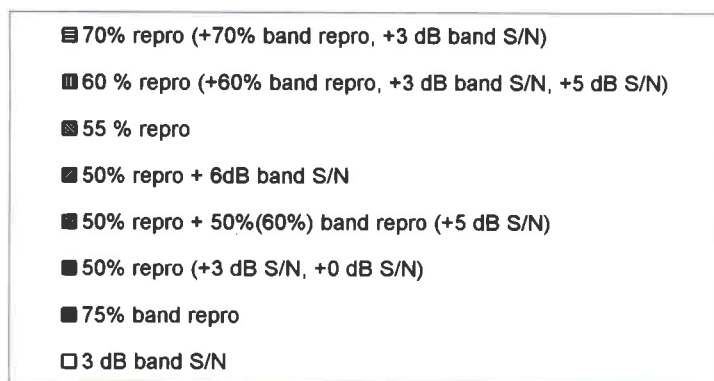 70% repro (+70% band repro, +3 dB band S/N)
60 % repro (+60% band repro, +3 dB band S/N, +5 dB S/N)
55 % repro
50% repro + 6dB band S/N
50% repro + 50%(60%) band repro (+5 dB S/N)
50% repro (+3 dB S/N, +0 dB S/N)
75% band repro
3 dB band S/N